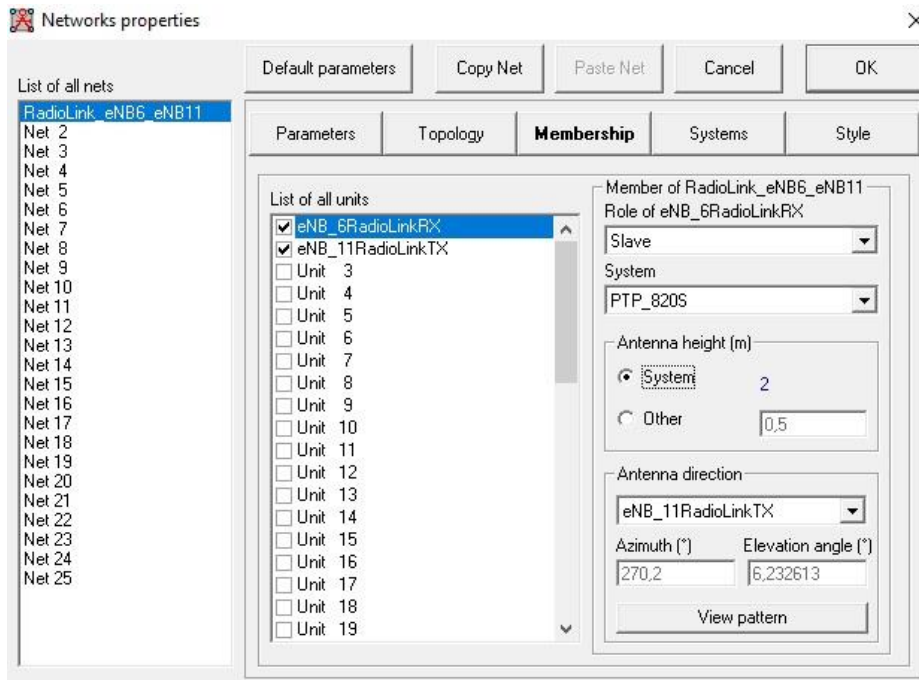 Networks properties
Default parameters
Copy Net
Paste Net
Cancel
OK
List of all nets
RadioLink_eNB6_eNB11
Net 2
Net 3
Net 4
Net 5
Net 6
Net 7
Net 8
Net 9
Net 10
Net 11
Net 12
Net 13
Net 14
Net 15
Net 16
Net 17
Net 18
Net 19
Net 20
Net 21
Net 22
Net 23
Net 24
Net 25
Parameters
Topology
Membership
Systems
Style
List of all units
eNB_6RadioLinkRX
eNB_11RadioLinkTX
Unit 3
Unit 4
Unit 5
Unit 6
Unit 7
Unit 8
Unit 9
Unit 10
Unit 11
Unit 12
Unit 13
Unit 14
Unit 15
Unit 16
Unit 17
Unit 18
Unit 19
Member of RadioLink_eNB6_eNB11
Role of eNB_6RadioLinkRX
Slave
System
PTP_820S
Antenna height (m)
System 2
Other 0,5
Antenna direction
eNB_11RadioLinkTX
Azimuth (°) Elevation angle (°)
270,2 6,232613
View pattern